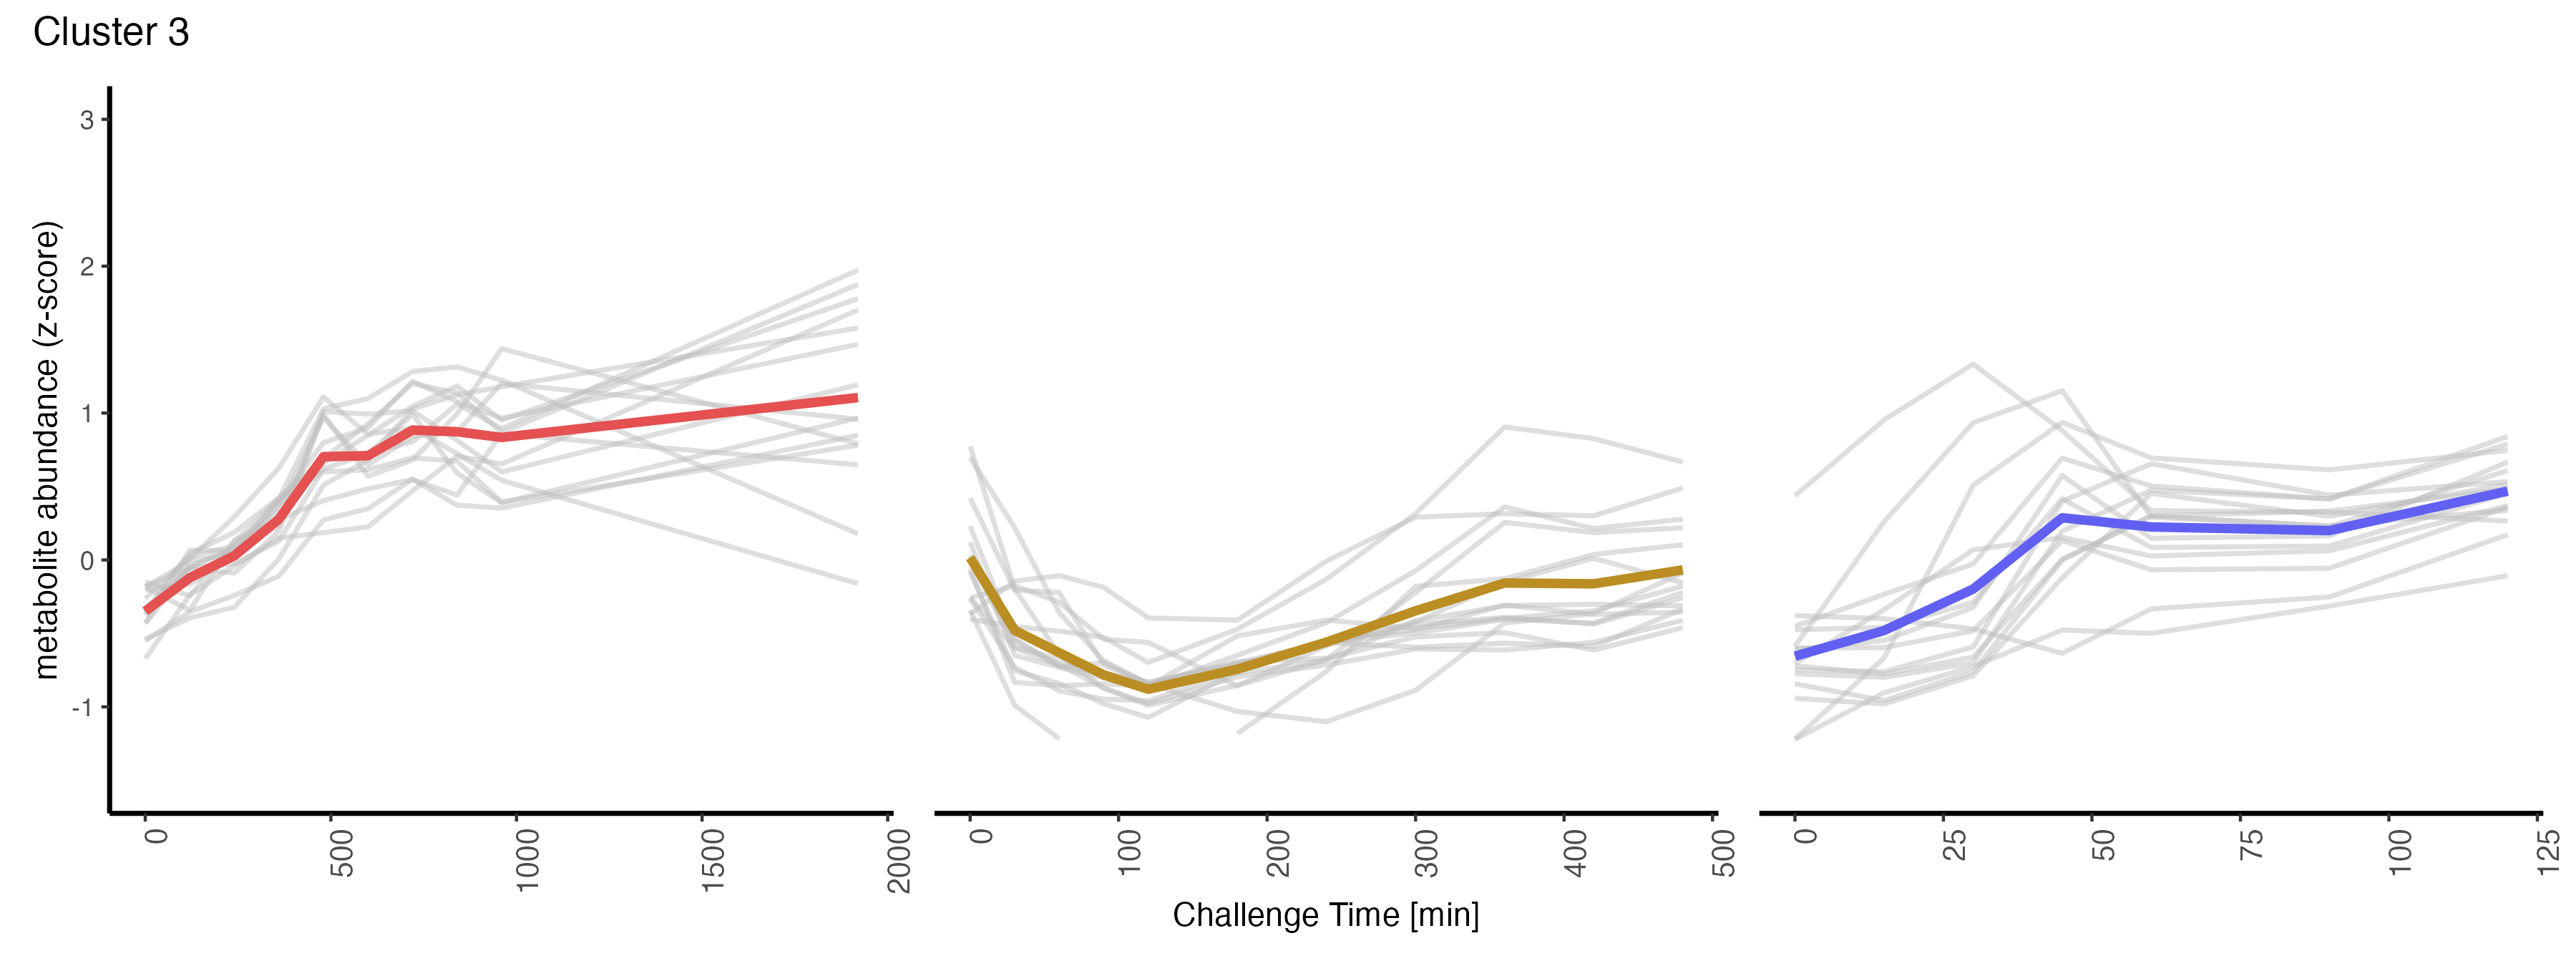 Cluster 3
metabolite abundance (z-score)
3
2
1
0
-1
0 500 1000 1500 2000
0 100 200 300 400 500
0 25 50 75 100 125
Challenge Time [min]